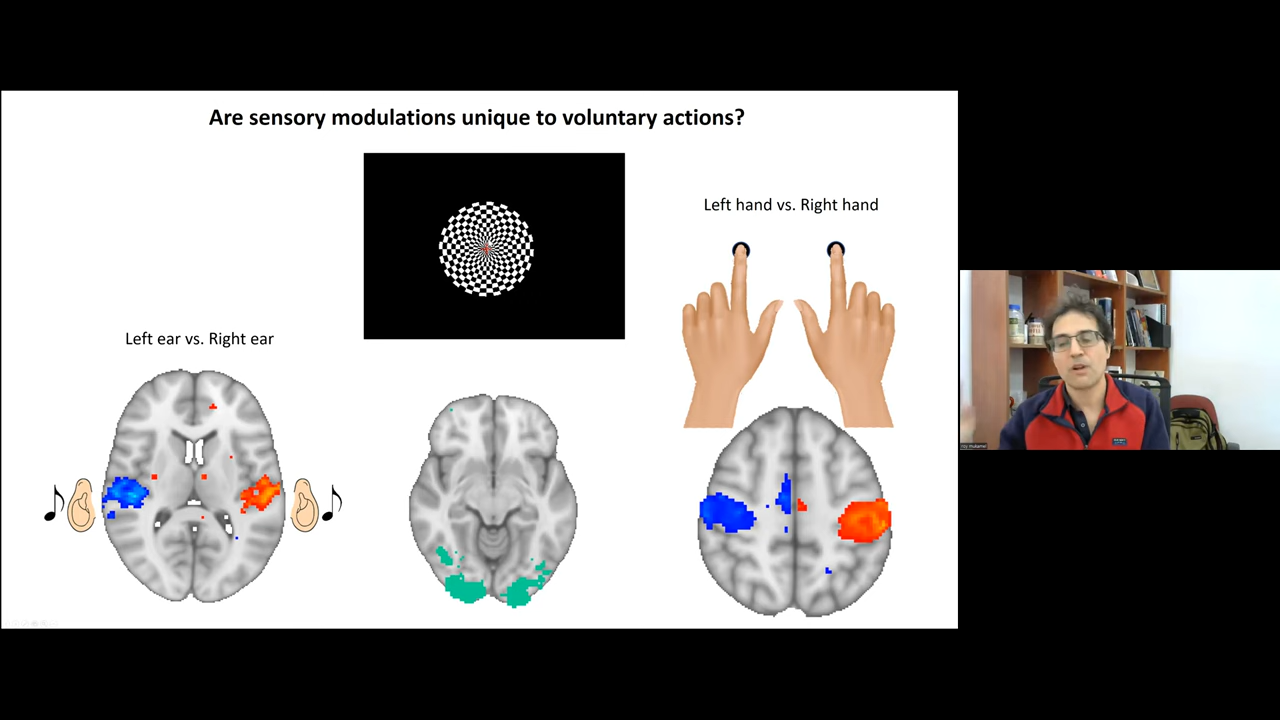 Are sensory modulations unique to voluntary actions?
Left hand vs. Right hand
Left ear vs. Right ear